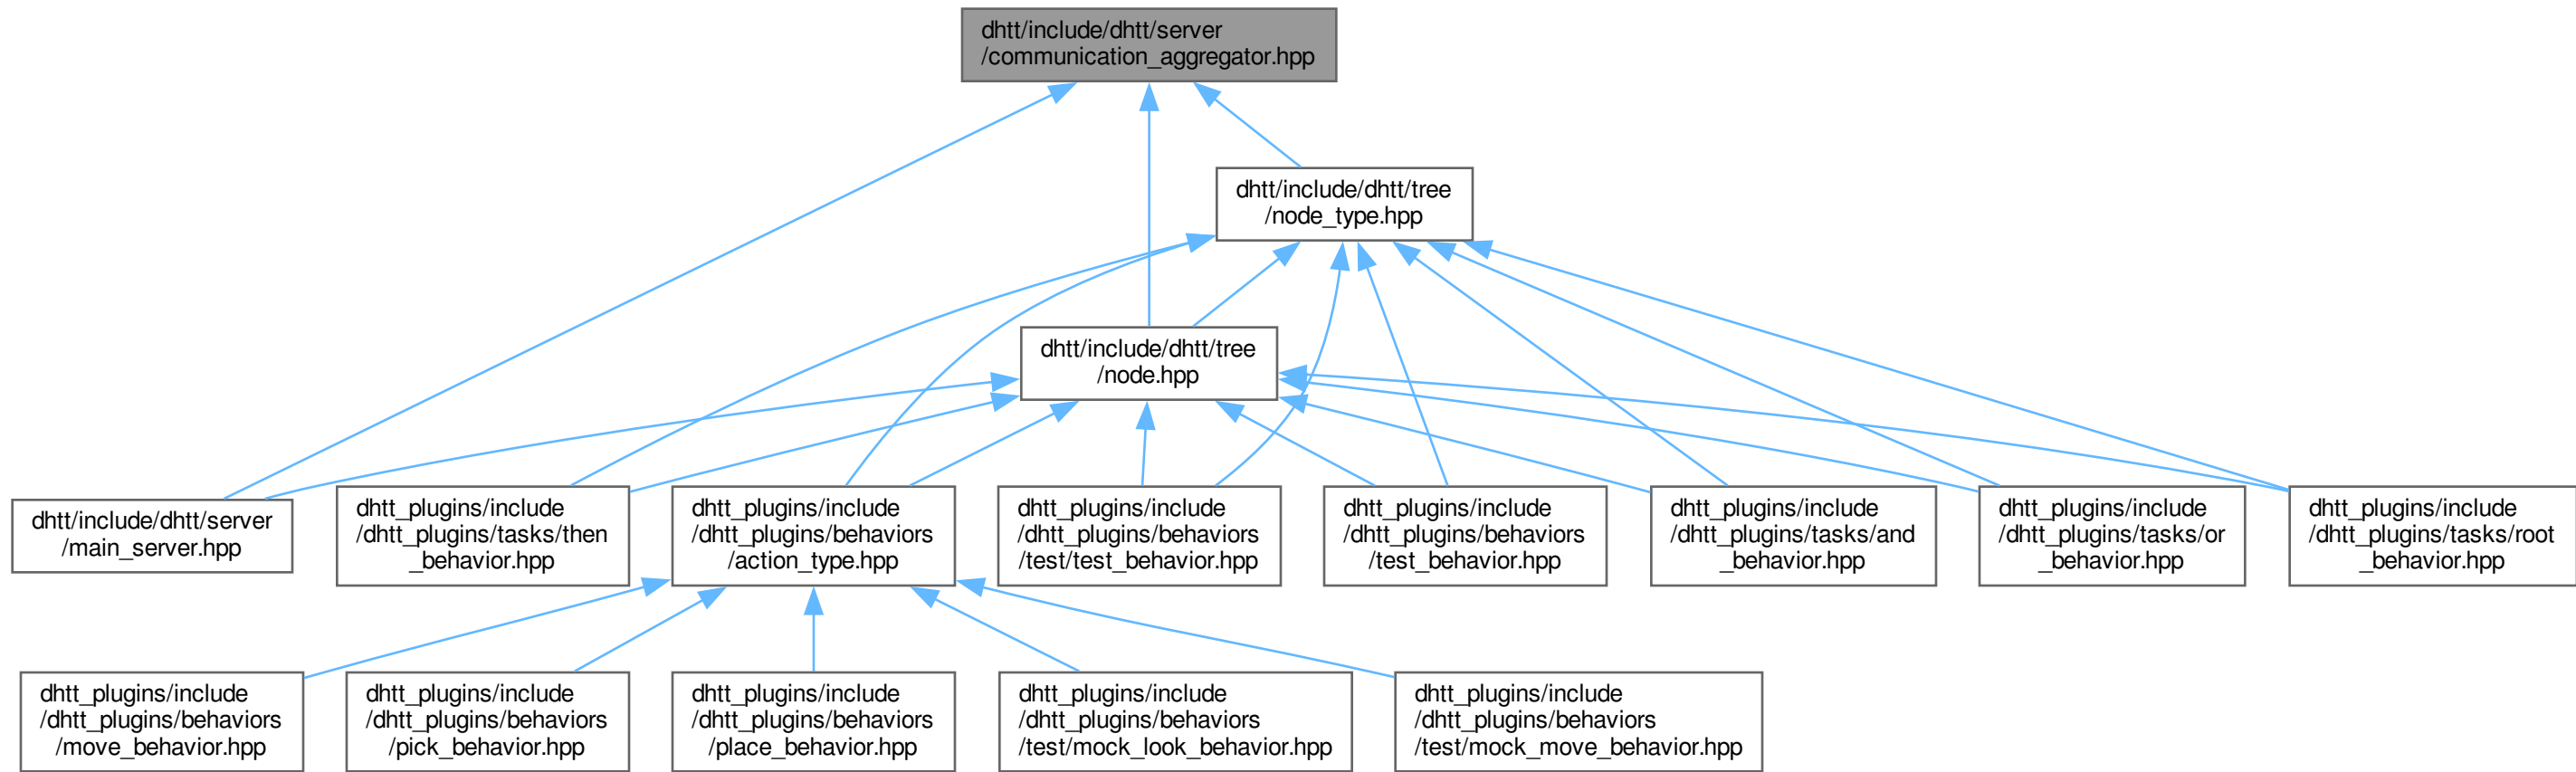 dhtt/include/dhtt/server
/communication_aggregator.hpp
dhtt/include/dhtt/tree
/node_type.hpp
dhtt/include/dhtt/tree
/node.hpp
dhtt/include/dhtt/server
/main_server.hpp
dhtt_plugins/include
/dhtt_plugins/tasks/then
_behavior.hpp
dhtt_plugins/include
/dhtt_plugins/behaviors
/action_type.hpp
dhtt_plugins/include
/dhtt_plugins/behaviors
/test/test_behavior.hpp
dhtt_plugins/include
/dhtt_plugins/behaviors
/test_behavior.hpp
dhtt_plugins/include
/dhtt_plugins/tasks/and
_behavior.hpp
dhtt_plugins/include
/dhtt_plugins/tasks/or
_behavior.hpp
dhtt_plugins/include
/dhtt_plugins/tasks/root
_behavior.hpp
dhtt_plugins/include
/dhtt_plugins/behaviors
/move_behavior.hpp
dhtt_plugins/include
/dhtt_plugins/behaviors
/pick_behavior.hpp
dhtt_plugins/include
/dhtt_plugins/behaviors
/place_behavior.hpp
dhtt_plugins/include
/dhtt_plugins/behaviors
/test/mock_look_behavior.hpp
dhtt_plugins/include
/dhtt_plugins/behaviors
/test/mock_move_behavior.hpp